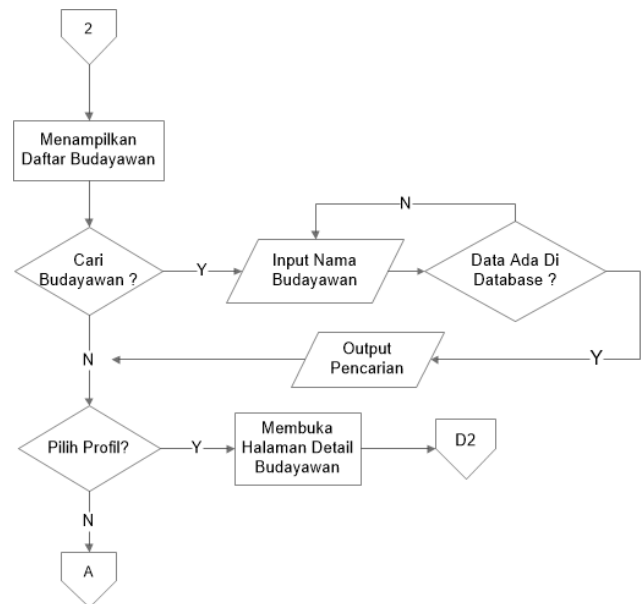 2
Menampilkan
Daftar Budayawan
Cari
Budayawan ?
Y
Input Nama
Budayawan
N
Data Ada Di
Database ?
Y
Output
Pencarian
N
Pilih Profil?
Y
Membuka
Halaman Detail
Budayawan
D2
N
A